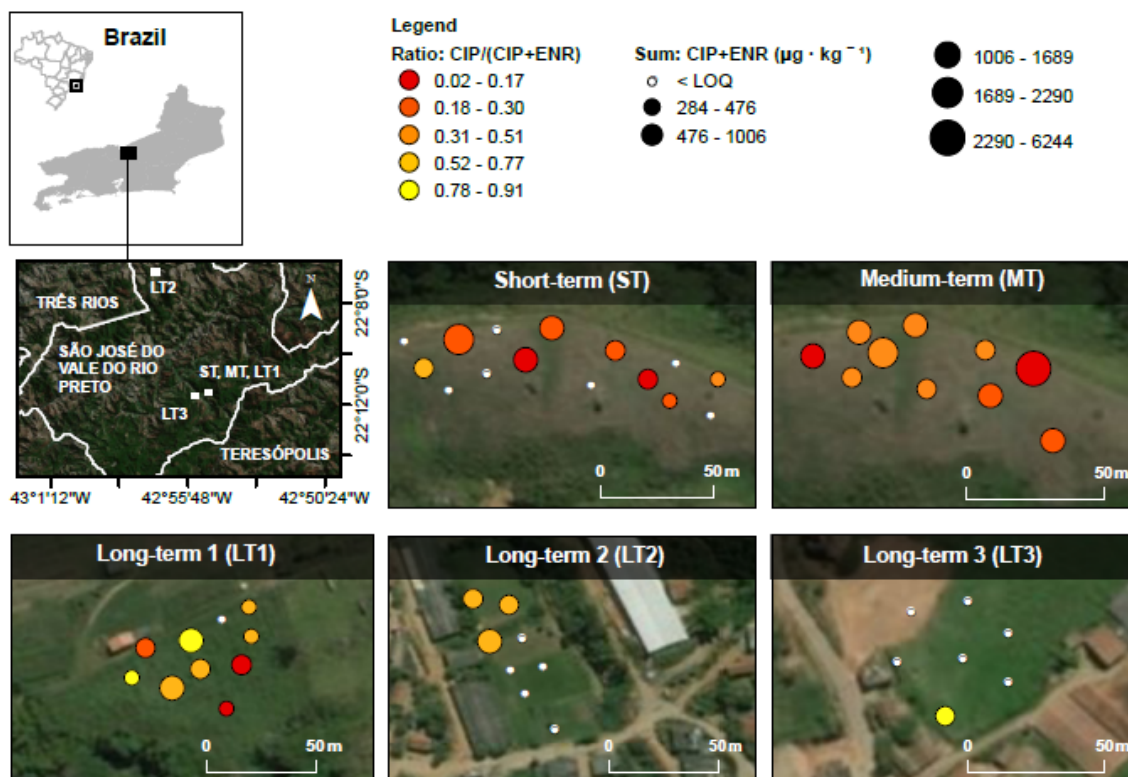 Brazil
Legend
Ratio: CIP/(CIP+ENR)
0.02 - 0.17
0.18 - 0.30
0.31 - 0.51
0.52 - 0.77
0.78 - 0.91
Sum: CIP+ENR (µg · kg⁻¹)
< LOQ
284 - 476
476 - 1006
1006 - 1689
1689 - 2290
2290 - 6244
N
LT2
TRÊS RIOS
SÃO JOSÉ DO
VALE DO RIO
PRETO
ST, MT, LT1
LT3
TERESÓPOLIS
22°8'0"S
22°12'0"S
43°1'12"W
42°55'48"W
42°50'24"W
Short-term (ST)
0 50 m
Medium-term (MT)
0 50 m
Long-term 1 (LT1)
0 50 m
Long-term 2 (LT2)
0 50 m
Long-term 3 (LT3)
0 50 m